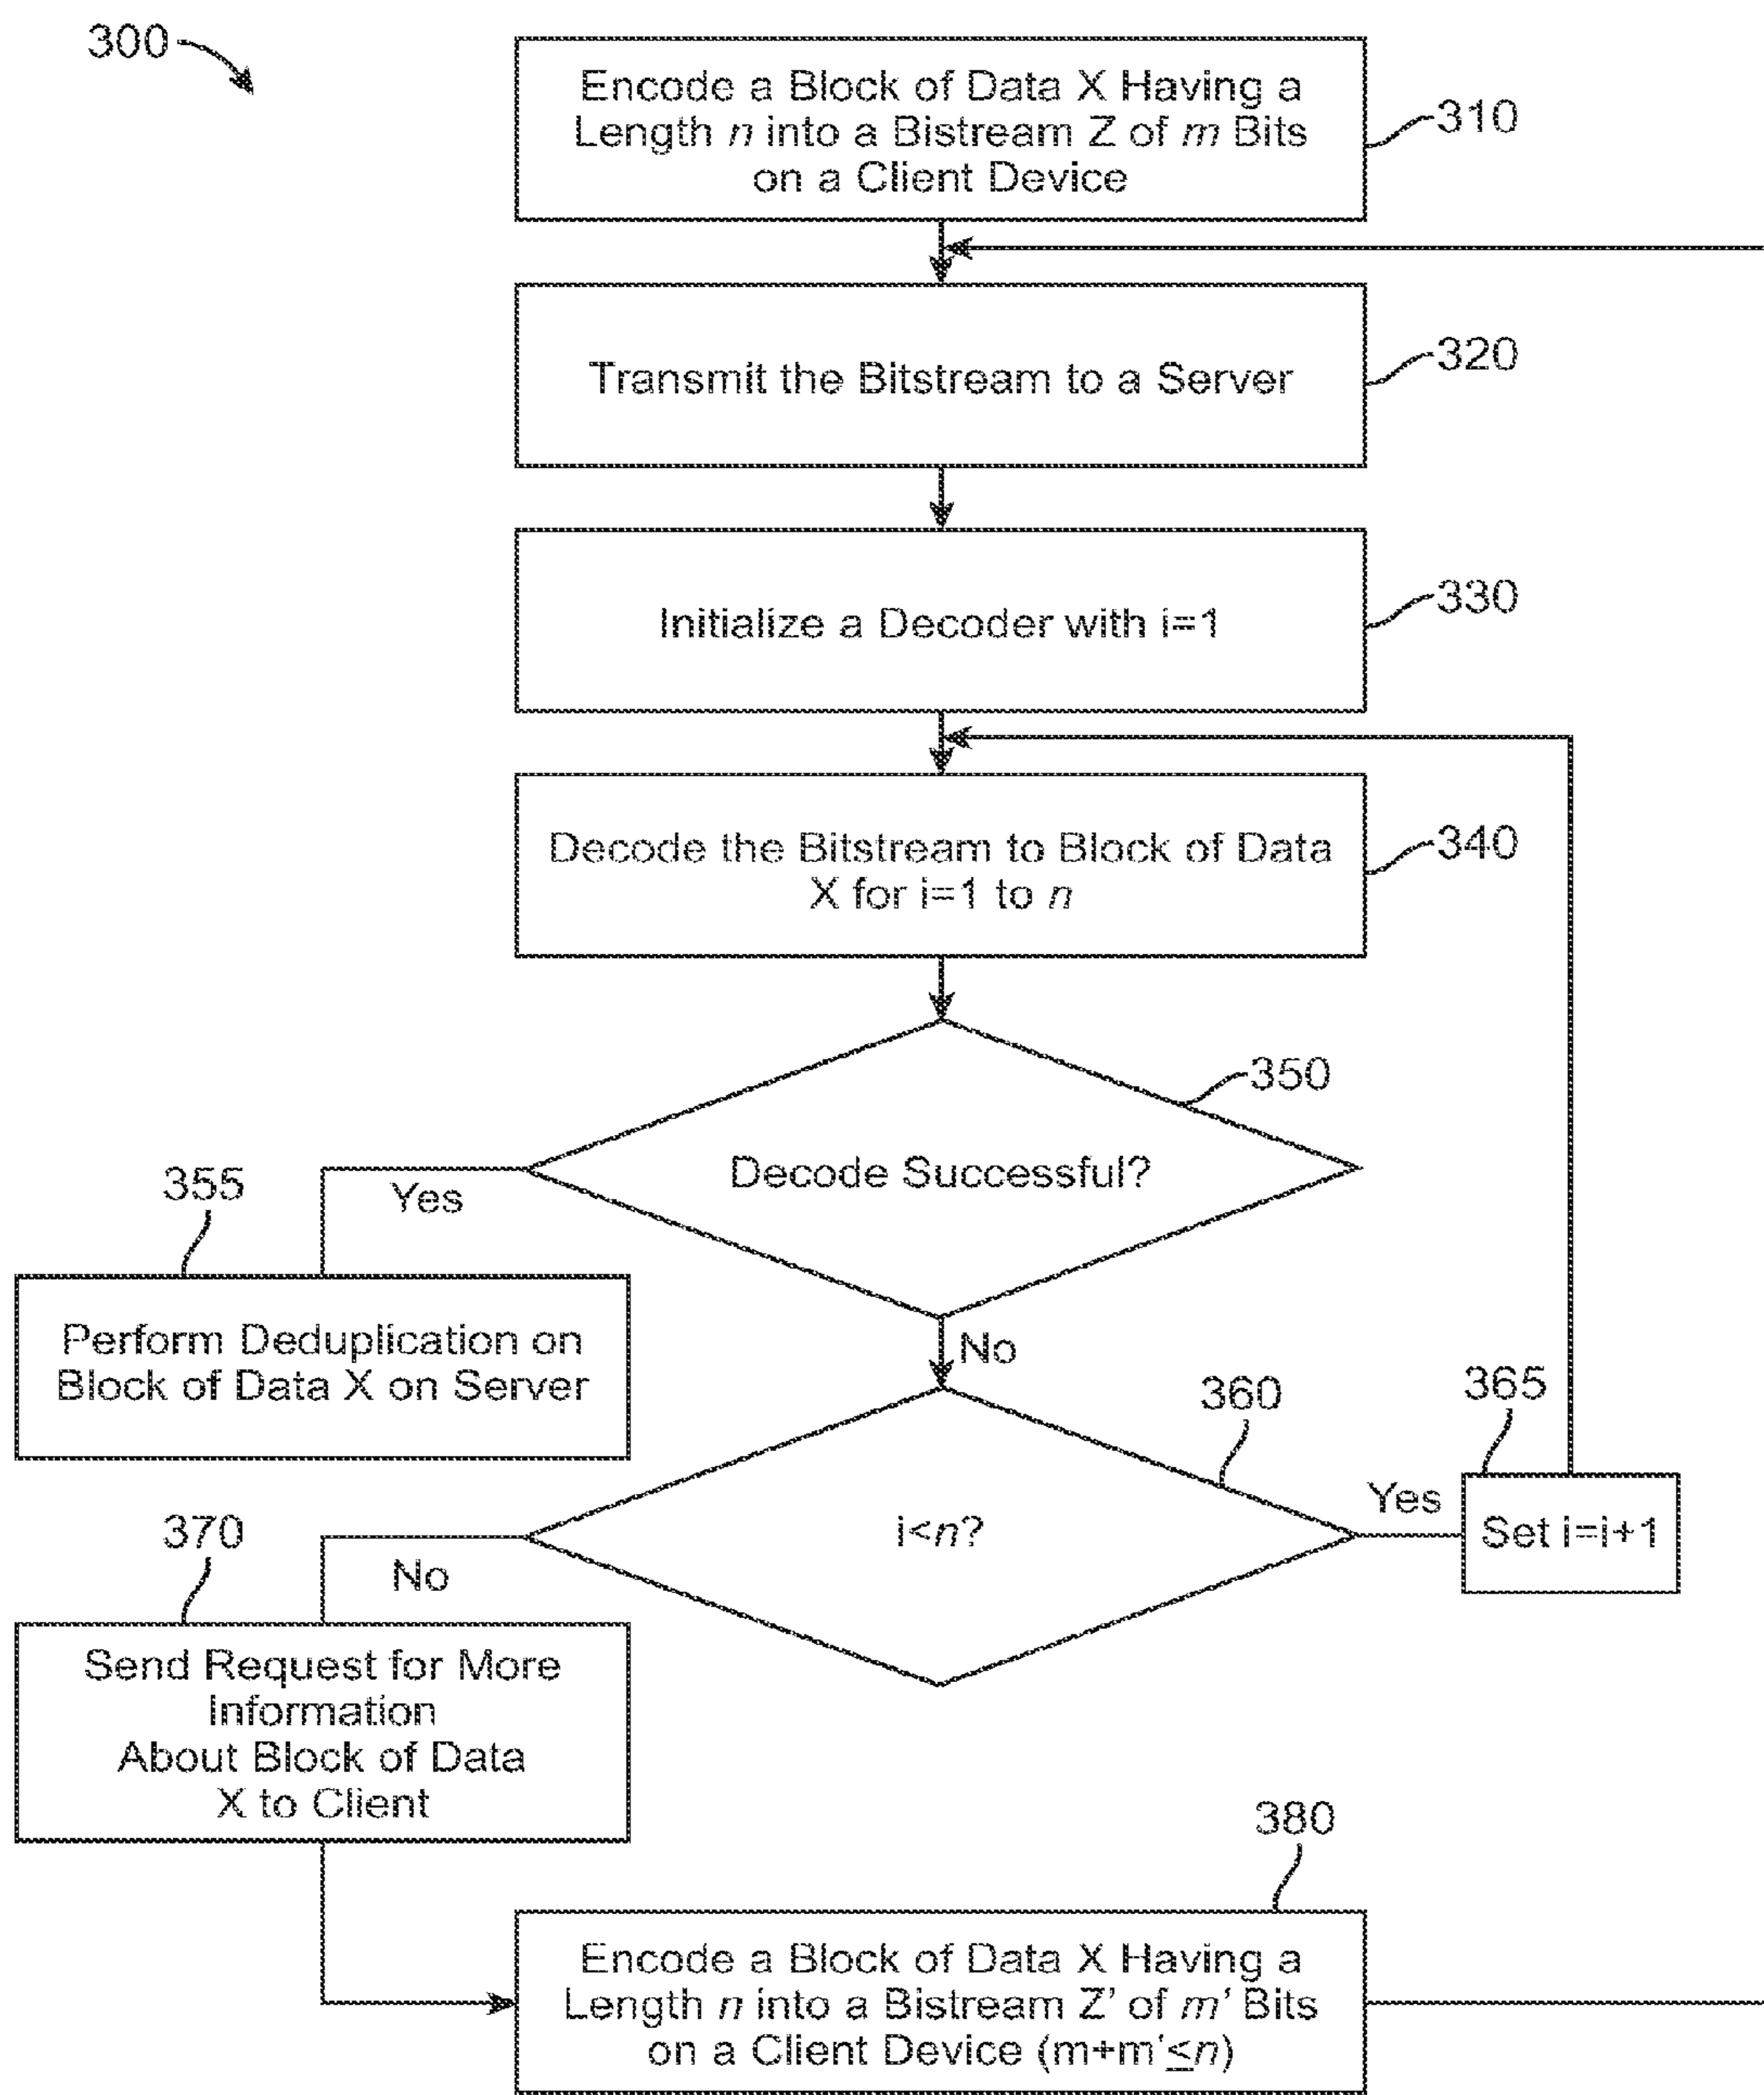 300
Encode a Block of Data X Having a
Length n into a Bistream Z of m Bits
on a Client Device
310
Transmit the Bitstream to a Server
320
Initialize a Decoder with i=1
330
Decode the Bitstream to Block of Data
X for i=1 to n
340
350
Decode Successful?
Yes
355
Perform Deduplication on
Block of Data X on Server
No
360
i<n?
Yes
365
Set i=i+1
No
370
Send Request for More
Information
About Block of Data
X to Client
380
Encode a Block of Data X Having a
Length n into a Bistream Z' of m' Bits
on a Client Device (m+m'≤n)